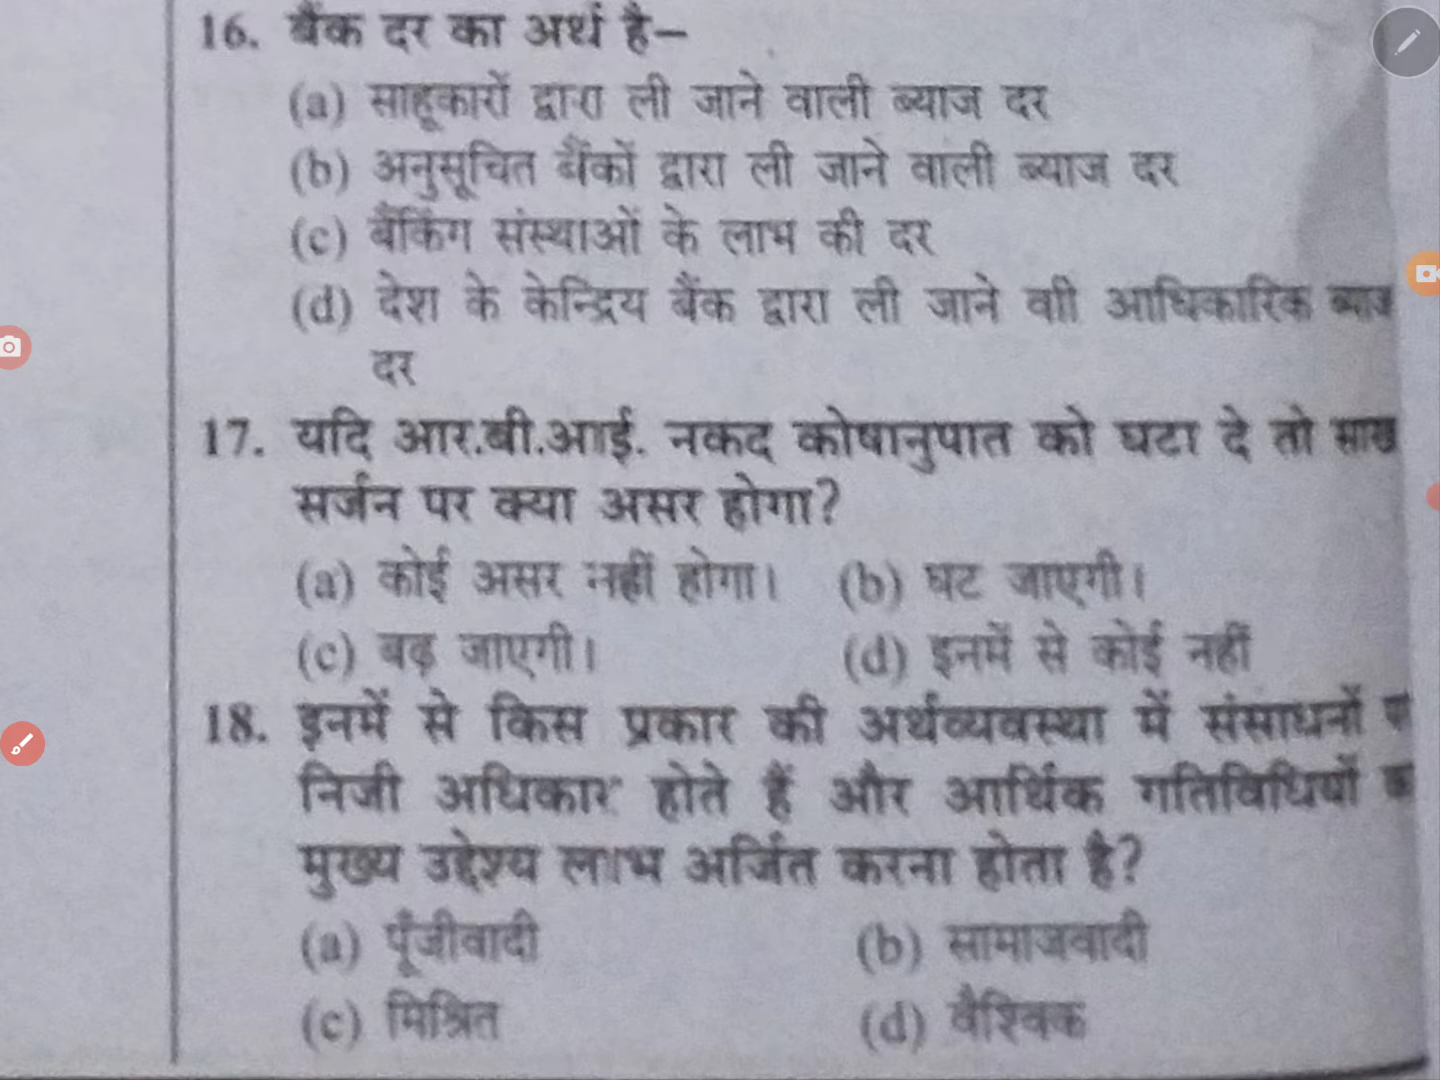 16. बैंक दर का अर्थ है–
(a) साहूकारों द्वारा ली जाने वाली ब्याज दर
(b) अनुसूचित बैंकों द्वारा ली जाने वाली ब्याज दर
(c) बैंकिंग संस्थाओं के लाभ की दर
(d) देश के केन्द्रिय बैंक द्वारा ली जाने वाी आधिकारिक ब्याज
दर
17. यदि आर.बी.आई. नकद कोषानुपात को घटा दे तो साख
सर्जन पर क्या असर होगा?
(a) कोई असर नहीं होगा। (b) घट जाएगी।
(c) बढ़ जाएगी। (d) इनमें से कोई नहीं
18. इनमें से किस प्रकार की अर्थव्यवस्था में संसाधनों
निजी अधिकार होते हैं और आर्थिक गतिविधियों
मुख्य उद्देश्य लाभ अर्जित करना होता है?
(a) पूँजीवादी (b) सामाजवादी
(c) मिश्रित (d) वैश्विक